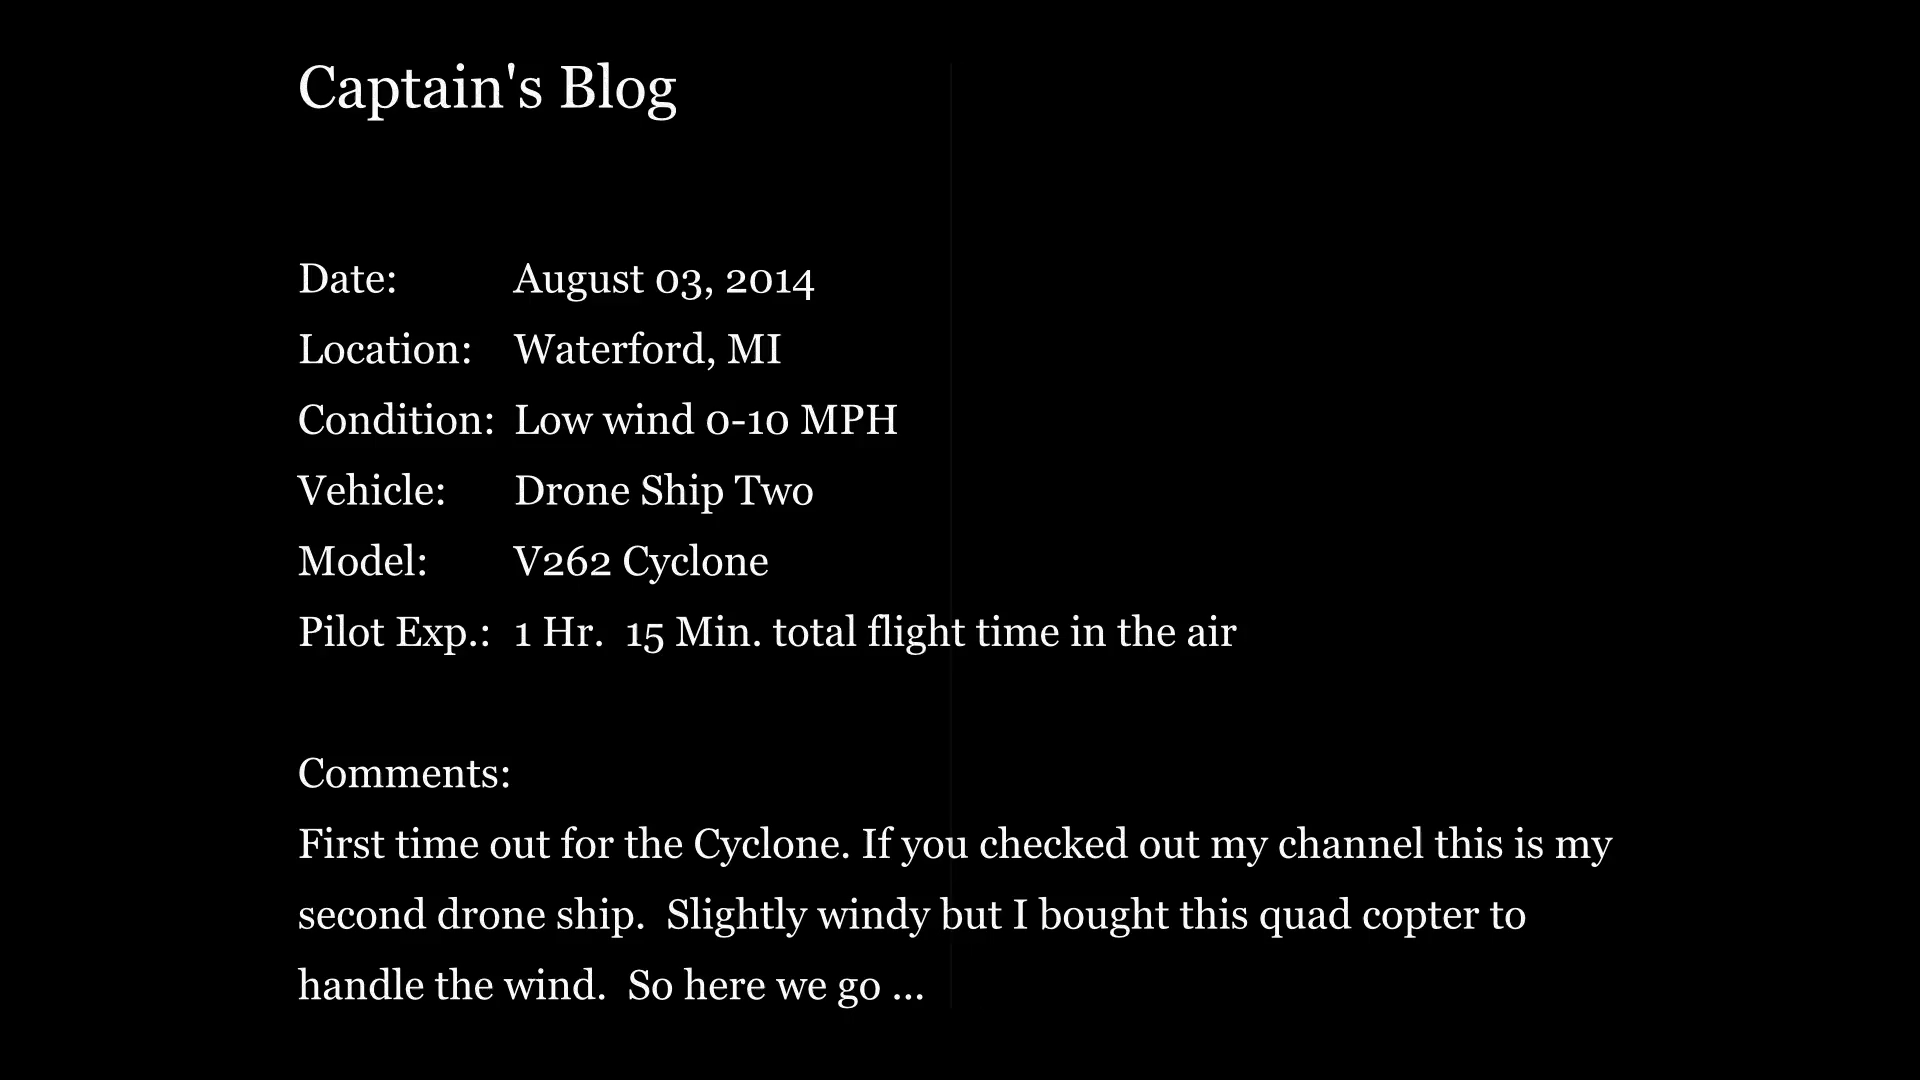 Captain's Blog
Date: August 03, 2014
Location: Waterford, MI
Condition: Low wind 0-10 MPH
Vehicle: Drone Ship Two
Model: V262 Cyclone
Pilot Exp.: 1 Hr.  15 Min. total flight time in the air
Comments:
First time out for the Cyclone. If you checked out my channel this is my
second drone ship.  Slightly windy but I bought this quad copter to
handle the wind.  So here we go ...